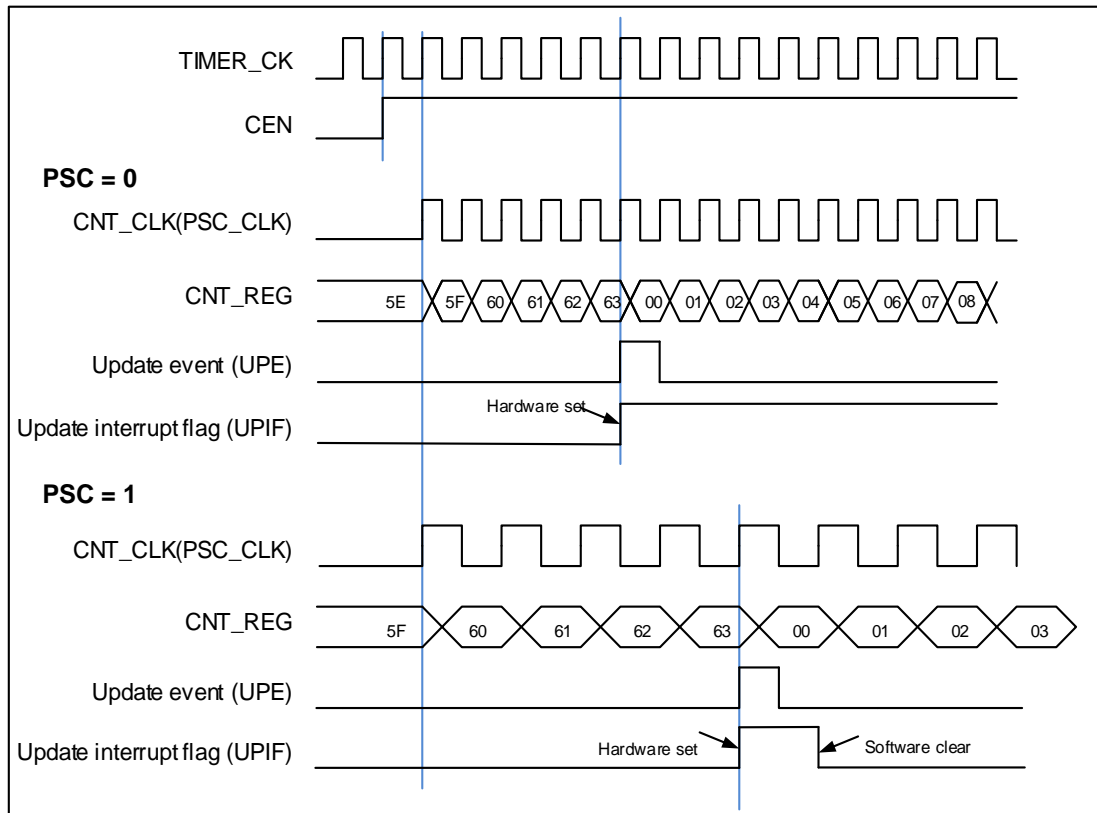 TIMER_CK
CEN
PSC = 0
CNT_CLK(PSC_CLK)
CNT_REG
5E 5F 60 61 62 63 00 01 02 03 04 05 06 07 08
Update event (UPE)
Hardware set
Update interrupt flag (UPIF)
PSC = 1
CNT_CLK(PSC_CLK)
CNT_REG
5F 60 61 62 63 00 01 02 03
Update event (UPE)
Update interrupt flag (UPIF)
Hardware set
Software clear